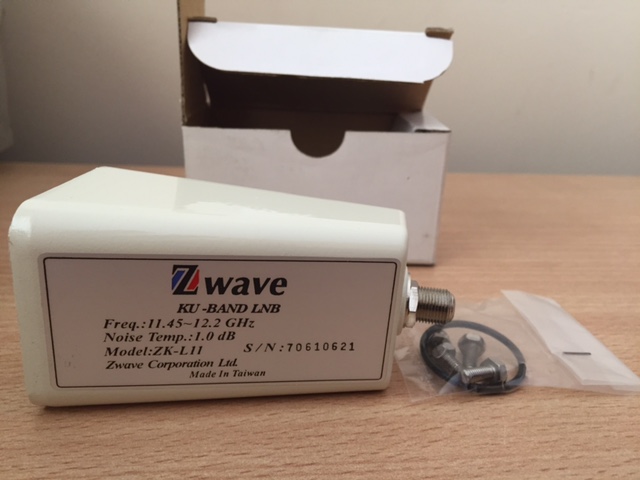 Zwave
KU-BAND LNB
Freq.:11.45~12.2 GHz
Noise Temp.:1.0 dB
Model:ZK-L11 S/N:70610621
Zwave Corporation Ltd.
Made In Taiwan